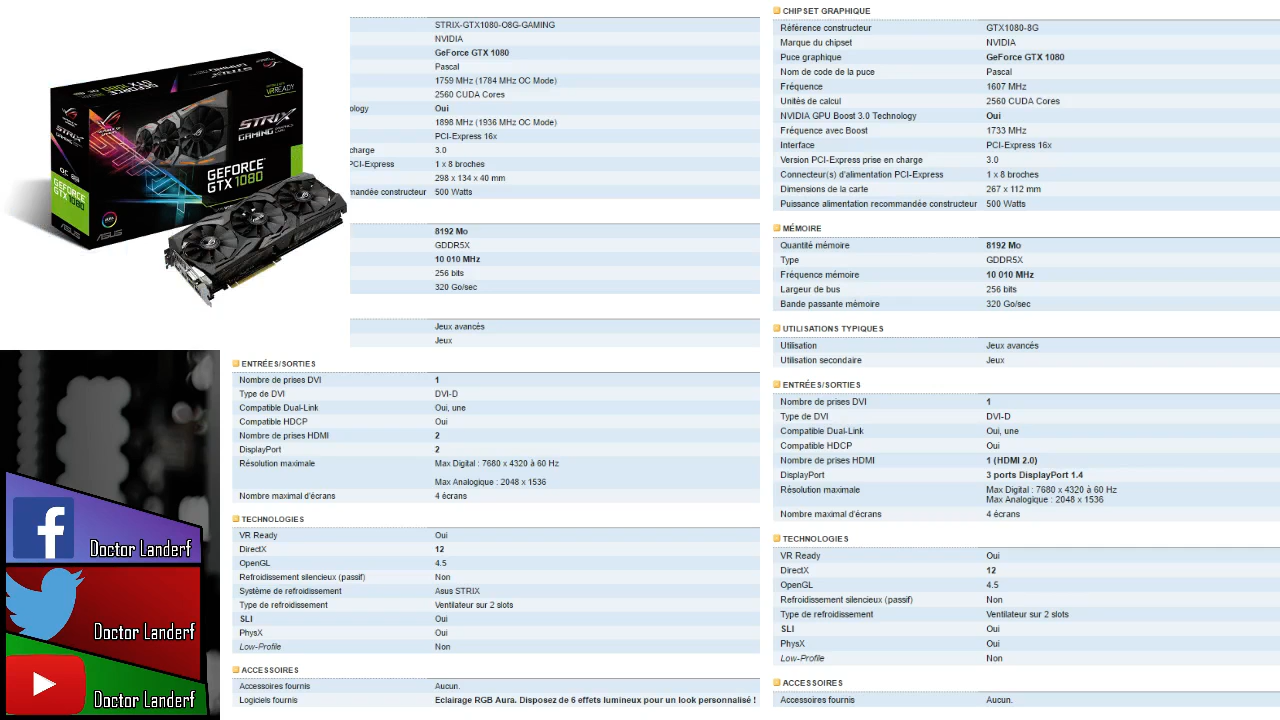 STRIX
GAMING
VR READY
GEFORCE
GTX 1080
GEFORCE
GTX 1080
ASUS
ASUS
STRIX-GTX1080-O8G-GAMING
NVIDIA
GeForce GTX 1080
Pascal
1759 MHz (1784 MHz OC Mode)
2560 CUDA Cores
ology Oui
1898 MHz (1936 MHz OC Mode)
PCI-Express 16x
charge 3.0
PCI-Express 1 x 8 broches
298 x 134 x 40 mm
mandée constructeur 500 Watts
8192 Mo
GDDR5X
10 010 MHz
256 bits
320 Go/sec
Jeux avancés
Jeux
ENTRÉES/SORTIES
Nombre de prises DVI 1
Type de DVI DVI-D
Compatible Dual-Link Oui, une
Compatible HDCP Oui
Nombre de prises HDMI 2
DisplayPort 2
Résolution maximale Max Digital : 7680 x 4320 à 60 Hz
Max Analogique : 2048 x 1536
Nombre maximal d'écrans 4 écrans
TECHNOLOGIES
VR Ready Oui
DirectX 12
OpenGL 4.5
Refroidissement silencieux (passif) Non
Système de refroidissement Asus STRIX
Type de refroidissement Ventilateur sur 2 slots
SLI Oui
PhysX Oui
Low-Profile Non
ACCESSOIRES
Accessoires fournis Aucun.
Logiciels fournis Eclairage RGB Aura. Disposez de 6 effets lumineux pour un look personnalisé !
CHIPSET GRAPHIQUE
Référence constructeur GTX1080-8G
Marque du chipset NVIDIA
Puce graphique GeForce GTX 1080
Nom de code de la puce Pascal
Fréquence 1607 MHz
Unités de calcul 2560 CUDA Cores
NVIDIA GPU Boost 3.0 Technology Oui
Fréquence avec Boost 1733 MHz
Interface PCI-Express 16x
Version PCI-Express prise en charge 3.0
Connecteur(s) d'alimentation PCI-Express 1 x 8 broches
Dimensions de la carte 267 x 112 mm
Puissance alimentation recommandée constructeur 500 Watts
MÉMOIRE
Quantité mémoire 8192 Mo
Type GDDR5X
Fréquence mémoire 10 010 MHz
Largeur de bus 256 bits
Bande passante mémoire 320 Go/sec
UTILISATIONS TYPIQUES
Utilisation Jeux avancés
Utilisation secondaire Jeux
ENTRÉES/SORTIES
Nombre de prises DVI 1
Type de DVI DVI-D
Compatible Dual-Link Oui, une
Compatible HDCP Oui
Nombre de prises HDMI 1 (HDMI 2.0)
DisplayPort 3 ports DisplayPort 1.4
Résolution maximale Max Digital : 7680 x 4320 à 60 Hz
Max Analogique : 2048 x 1536
Nombre maximal d'écrans 4 écrans
TECHNOLOGIES
VR Ready Oui
DirectX 12
OpenGL 4.5
Refroidissement silencieux (passif) Non
Type de refroidissement Ventilateur sur 2 slots
SLI Oui
PhysX Oui
Low-Profile Non
ACCESSOIRES
Accessoires fournis Aucun.
Doctor Landerf
Doctor Landerf
Doctor Landerf